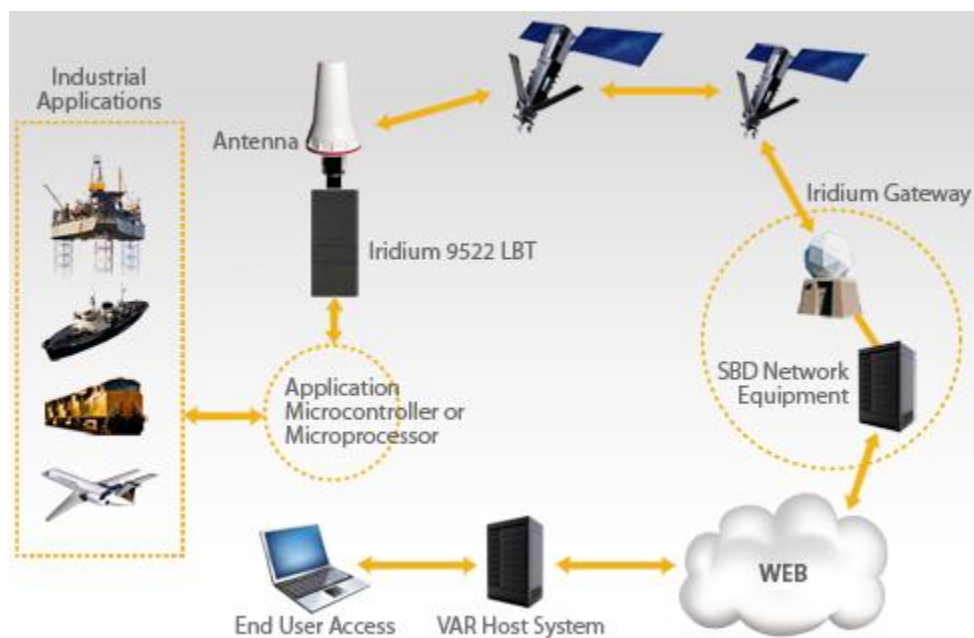 Industrial
Applications
Antenna
Iridium 9522 LBT
Application
Microcontroller or
Microprocessor
Iridium Gateway
SBD Network
Equipment
WEB
End User Access
VAR Host System